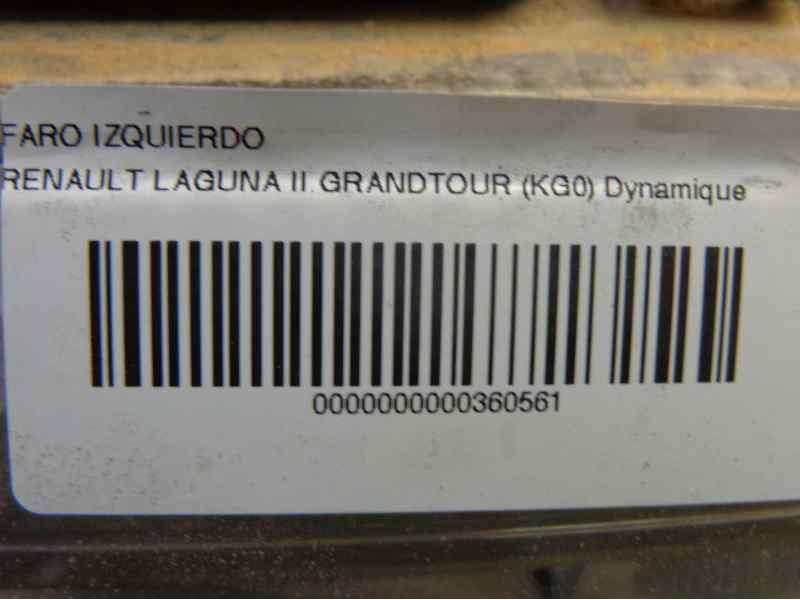 FARO IZQUIERDO
RENAULT LAGUNA II GRANDTOUR (KG0) Dynamique
0000000000360561